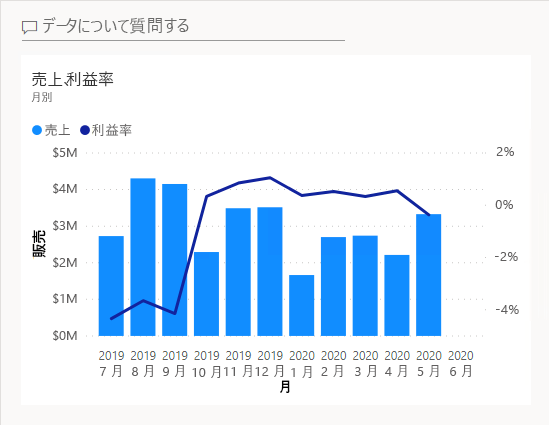 データについて質問する
売上、利益率
月別
売上 利益率
$5M
$4M
$3M
$2M
$1M
$0M
販売
2%
0%
-2%
-4%
2019 2019 2019 2019 2019 2019 2020 2020 2020 2020 2020 2020
7 月 8 月 9 月 10 月 11 月 12 月 1 月 2 月 3 月 4 月 5 月 6 月
月